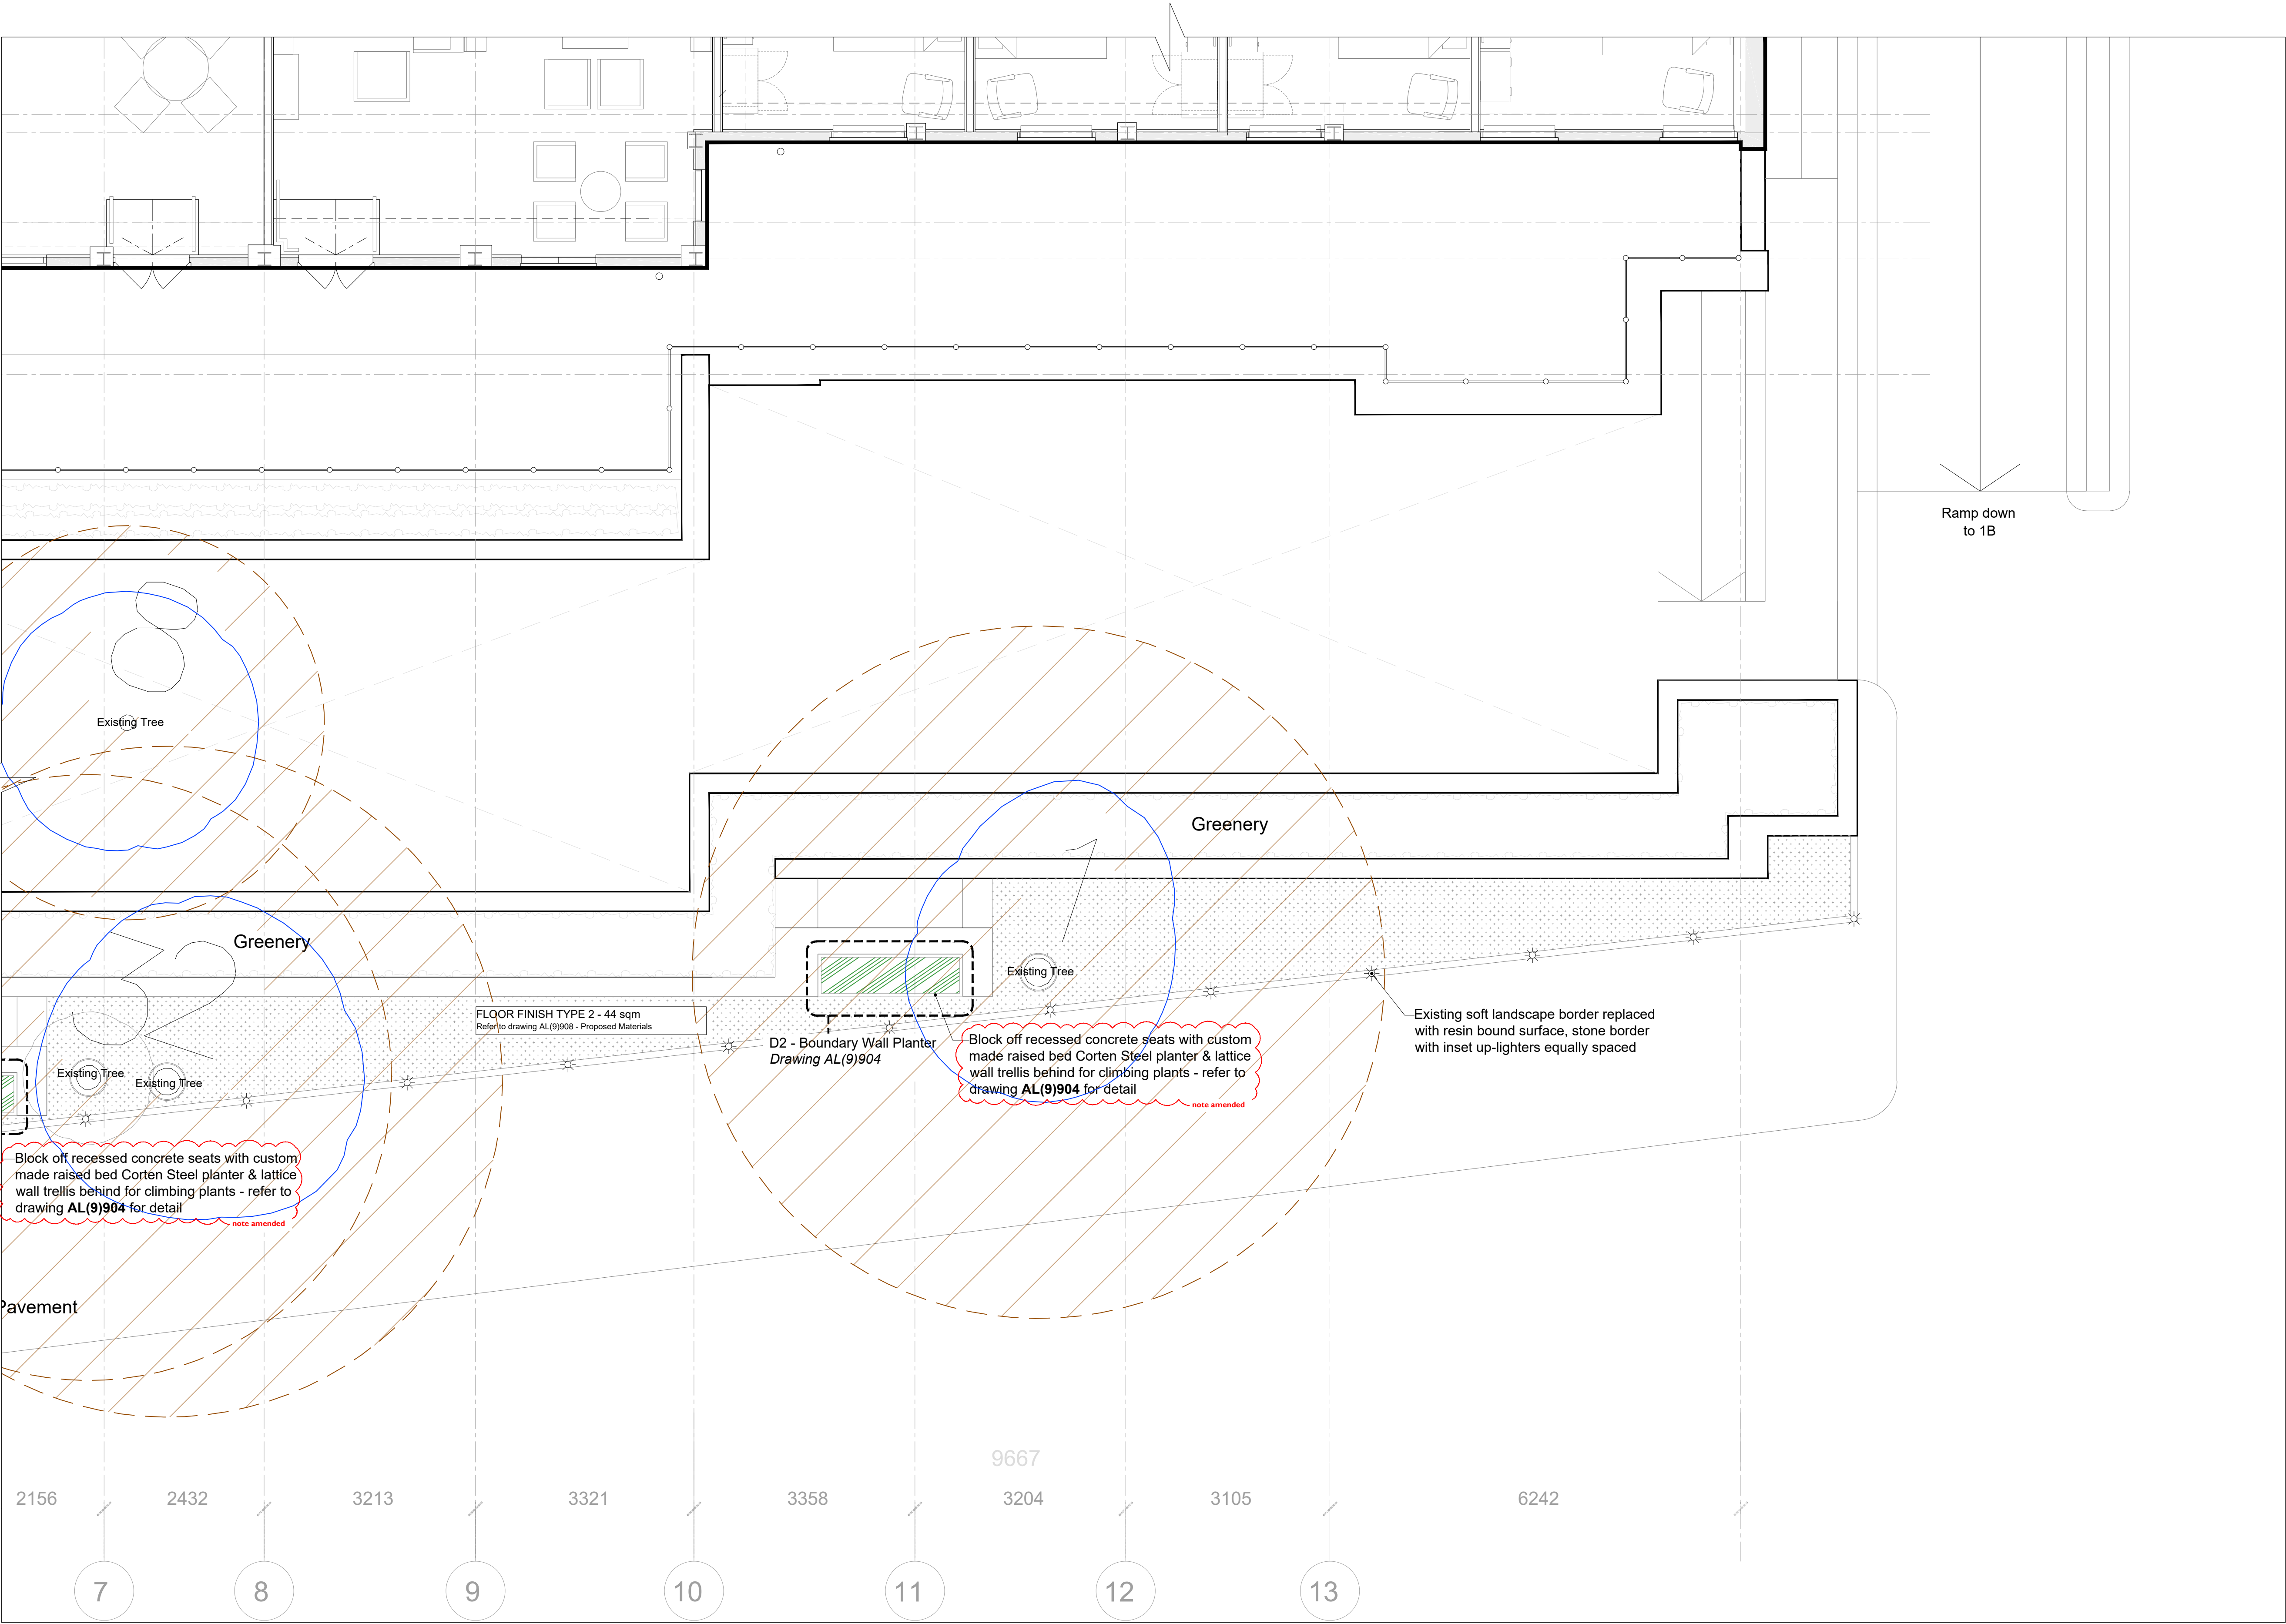 Ramp down
to 1B
Existing Tree
Greenery
Greenery
Existing Tree
FLOOR FINISH TYPE 2 - 44 sqm
Refer to drawing AL(9)908 - Proposed Materials
Existing soft landscape border replaced
with resin bound surface, stone border
with inset up-lighters equally spaced
D2 - Boundary Wall Planter
Drawing AL(9)904
Block off recessed concrete seats with custom
made raised bed Corten Steel planter & lattice
wall trellis behind for climbing plants - refer to
drawing AL(9)904 for detail
note amended
Existing Tree
Existing Tree
Block off recessed concrete seats with custom
made raised bed Corten Steel planter & lattice
wall trellis behind for climbing plants - refer to
drawing AL(9)904 for detail
note amended
Pavement
9667
2156 2432 3213 3321 3358 3204 3105 6242
7 8 9 10 11 12 13